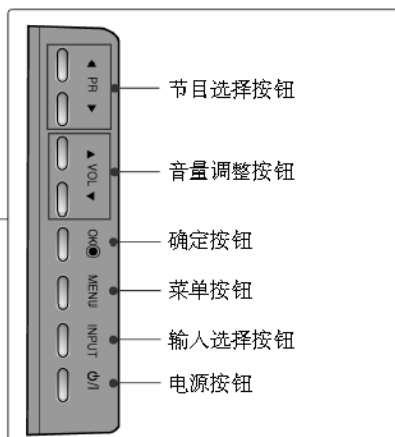 ◀ PR ▶
节目选择按钮
▲ VOL ▼
音量调整按钮
OK◉
确定按钮
MENU
菜单按钮
INPUT
输入选择按钮
⏻/I
电源按钮